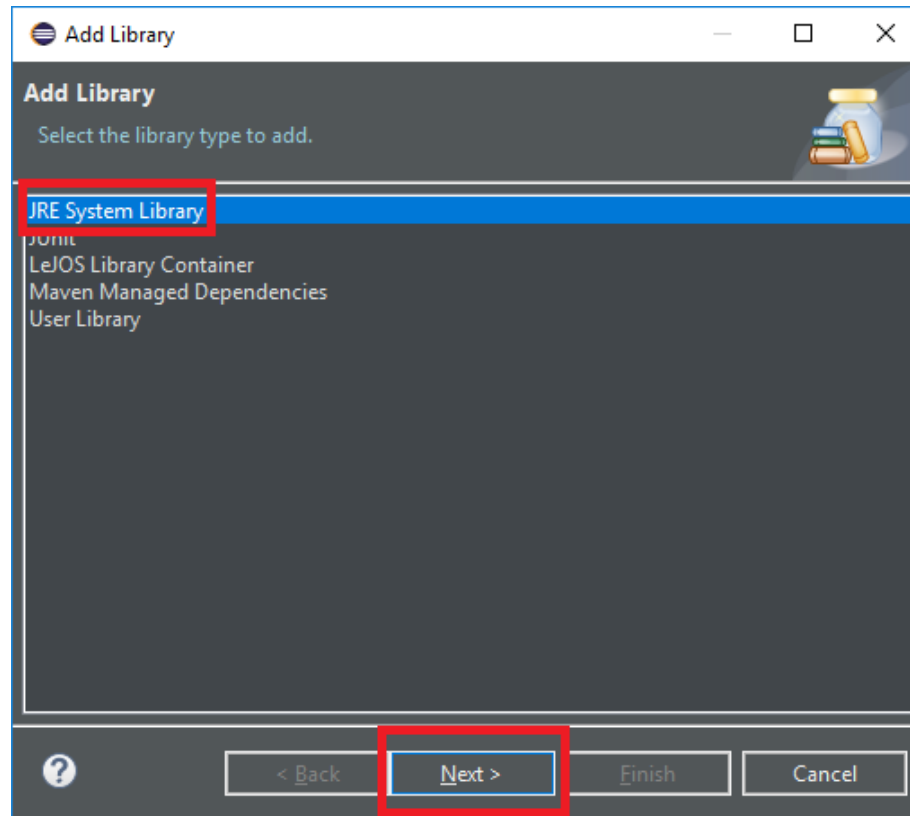 Add Library
Add Library
Select the library type to add.
JRE System Library
JUnit
LeJOS Library Container
Maven Managed Dependencies
User Library
?
< Back
Next >
Finish
Cancel